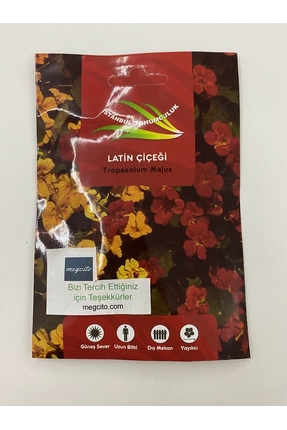 İSTANBUL TOHUMCULUK
LATİN ÇİÇEĞİ
Tropaeolum Majus
megcito
Bizi Tercih Ettiğiniz
için Teşekkürler
megcito.com
Güneş Sever
Uzun Bitki
Dış Mekan
Yayılıcı